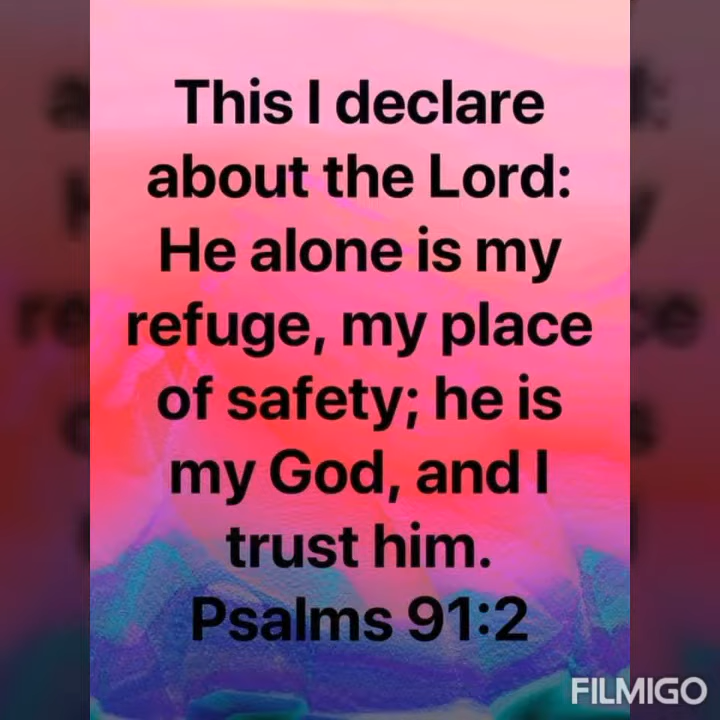 This I declare
about the Lord:
He alone is my
refuge, my place
of safety; he is
my God, and I
trust him.
Psalms 91:2
FILMIGO